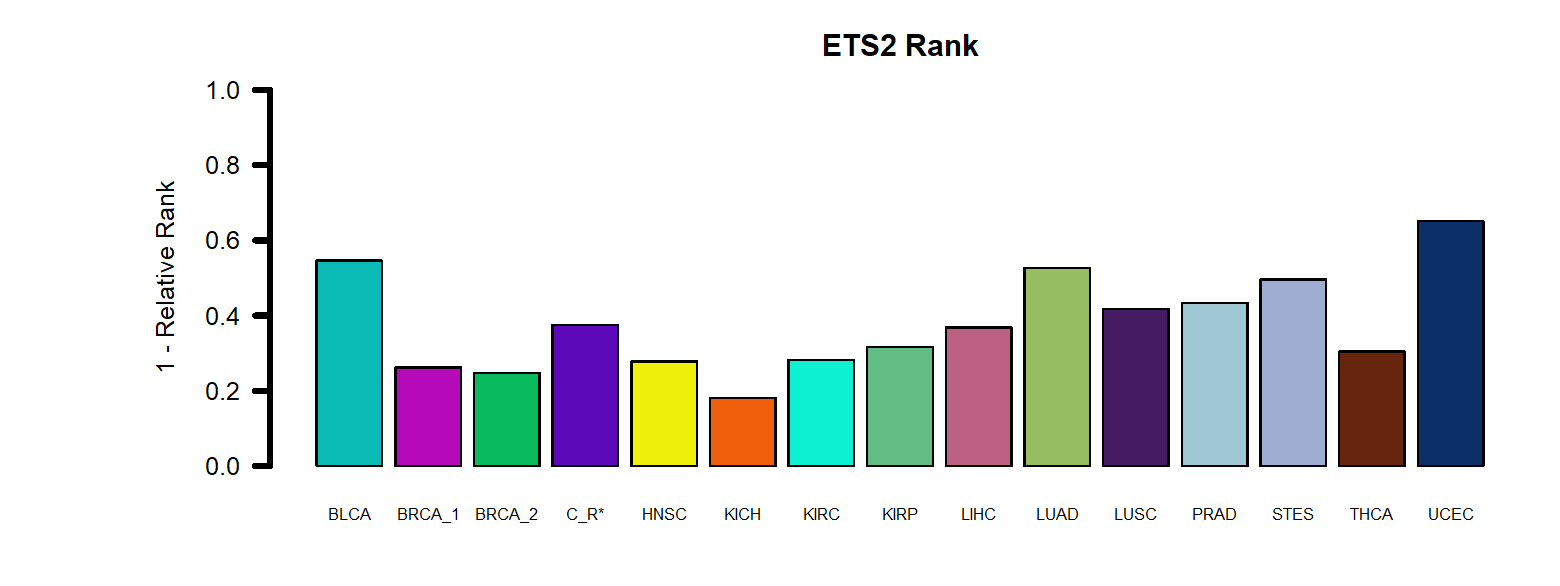 ETS2 Rank
1 - Relative Rank
1.0
0.8
0.6
0.4
0.2
0.0
BLCA BRCA_1 BRCA_2 C_R* HNSC KICH KIRC KIRP LIHC LUAD LUSC PRAD STES THCA UCEC